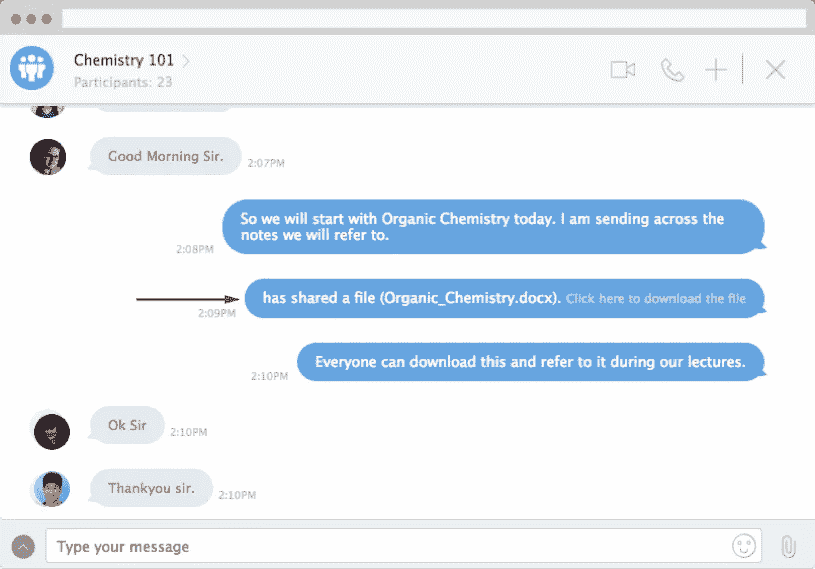 Chemistry 101
Participants: 23
Good Morning Sir.
2:07PM
So we will start with Organic Chemistry today. I am sending across the
notes we will refer to.
2:08PM
has shared a file (Organic_Chemistry.docx). Click here to download the file
2:09PM
Everyone can download this and refer to it during our lectures.
2:10PM
Ok Sir
2:10PM
Thankyou sir.
2:10PM
Type your message